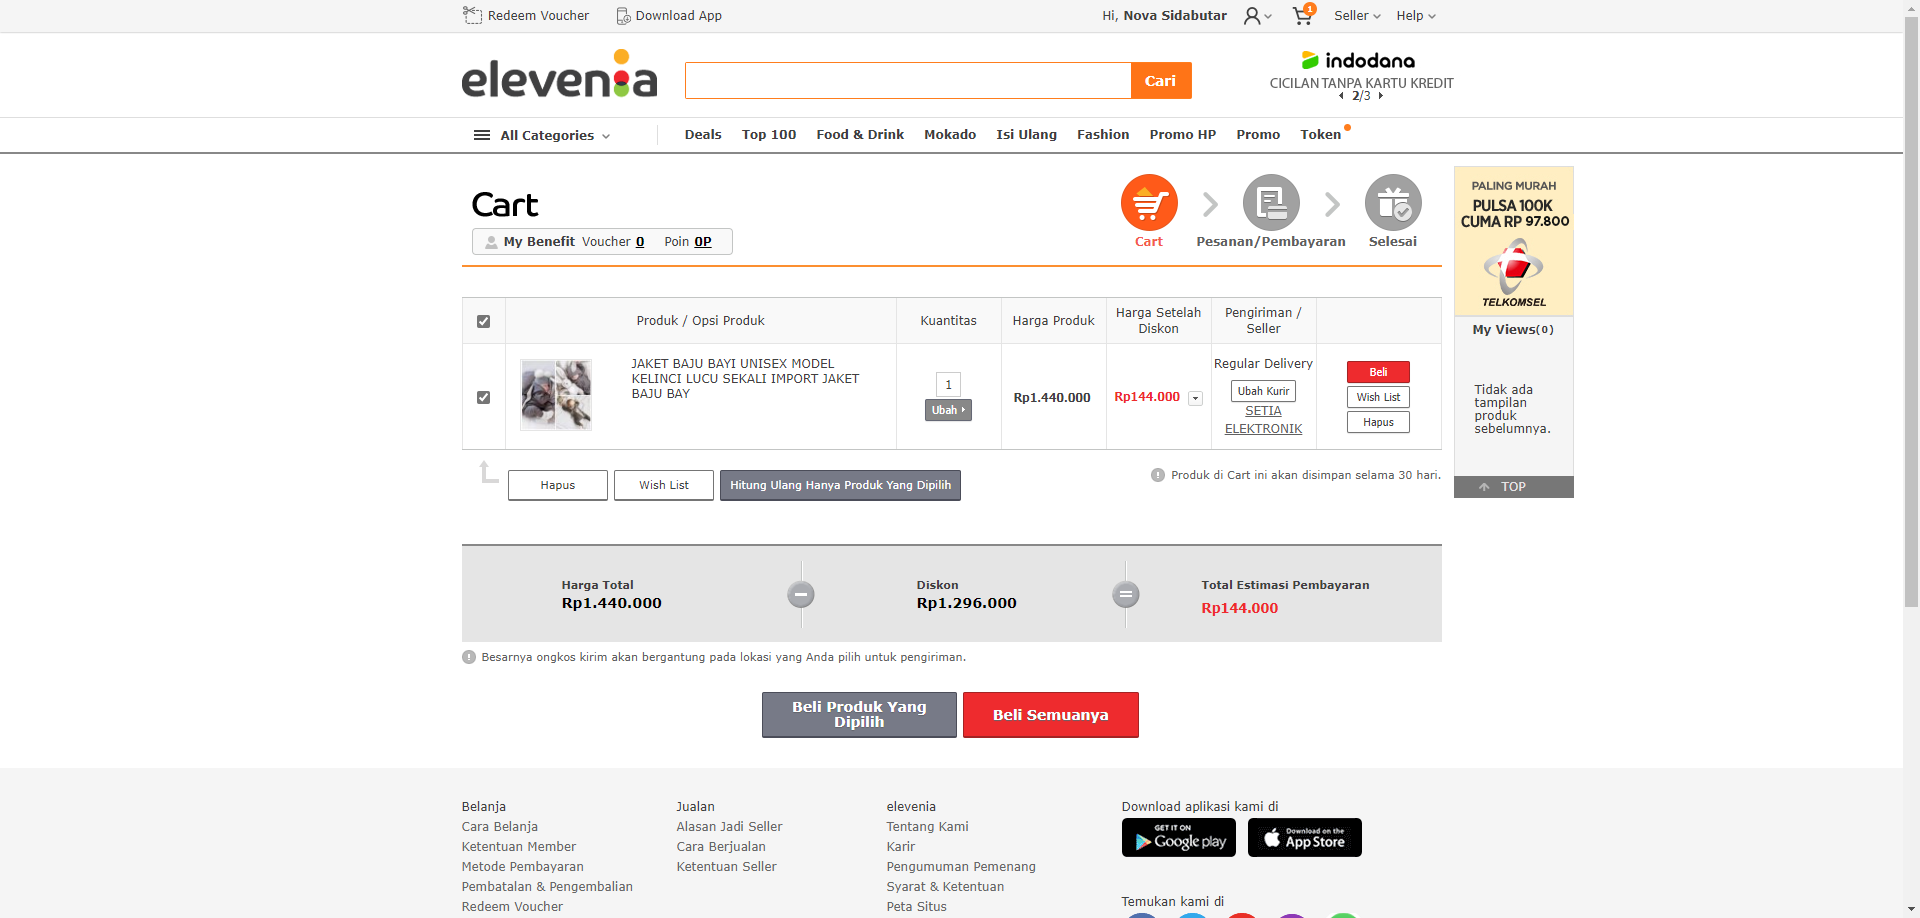 Redeem Voucher
Download App
Hi, Nova Sidabutar
1
Seller
Help
elevenia
Cari
indodana
CICILAN TANPA KARTU KREDIT
2/3
All Categories
Deals
Top 100
Food & Drink
Mokado
Isi Ulang
Fashion
Promo HP
Promo
Token
Cart
My Benefit Voucher 0 Poin 0P
Cart
Pesanan/Pembayaran
Selesai
PALING MURAH
PULSA 100K
CUMA RP 97.800
TELKOMSEL
My Views(0)
Tidak ada
tampilan
produk
sebelumnya.
TOP
Produk / Opsi Produk
Kuantitas
Harga Produk
Harga Setelah
Diskon
Pengiriman /
Seller
JAKET BAJU BAYI UNISEX MODEL
KELINCI LUCU SEKALI IMPORT JAKET
BAJU BAY
1
Ubah
Rp1.440.000
Rp144.000
Regular Delivery
Ubah Kurir
SETIA
ELEKTRONIK
Beli
Wish List
Hapus
Hapus
Wish List
Hitung Ulang Hanya Produk Yang Dipilih
Produk di Cart ini akan disimpan selama 30 hari.
Harga Total
Rp1.440.000
Diskon
Rp1.296.000
Total Estimasi Pembayaran
Rp144.000
Besarnya ongkos kirim akan bergantung pada lokasi yang Anda pilih untuk pengiriman.
Beli Produk Yang
Dipilih
Beli Semuanya
Belanja
Cara Belanja
Ketentuan Member
Metode Pembayaran
Pembatalan & Pengembalian
Redeem Voucher
Jualan
Alasan Jadi Seller
Cara Berjualan
Ketentuan Seller
elevenia
Tentang Kami
Karir
Pengumuman Pemenang
Syarat & Ketentuan
Peta Situs
Download aplikasi kami di
GET IT ON
Google play
Download on the
App Store
Temukan kami di